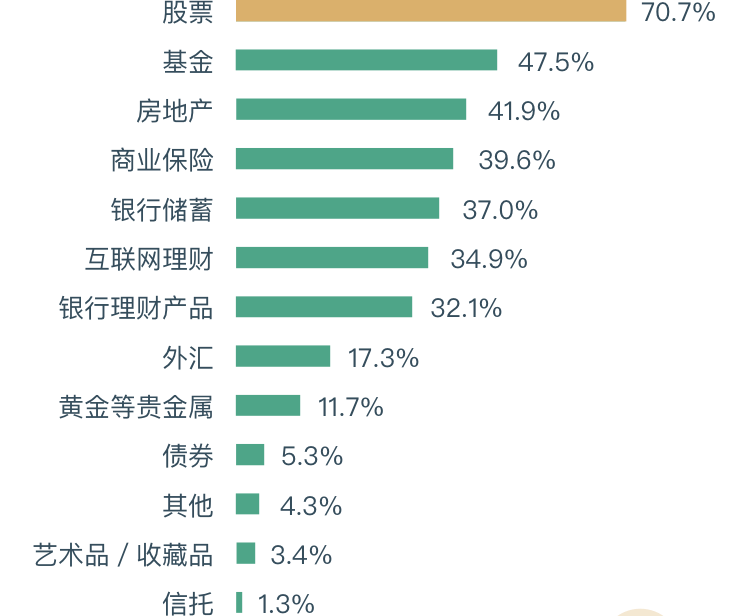 股票 70.7%
基金 47.5%
房地产 41.9%
商业保险 39.6%
银行储蓄 37.0%
互联网理财 34.9%
银行理财产品 32.1%
外汇 17.3%
黄金等贵金属 11.7%
债券 5.3%
其他 4.3%
艺术品 / 收藏品 3.4%
信托 1.3%